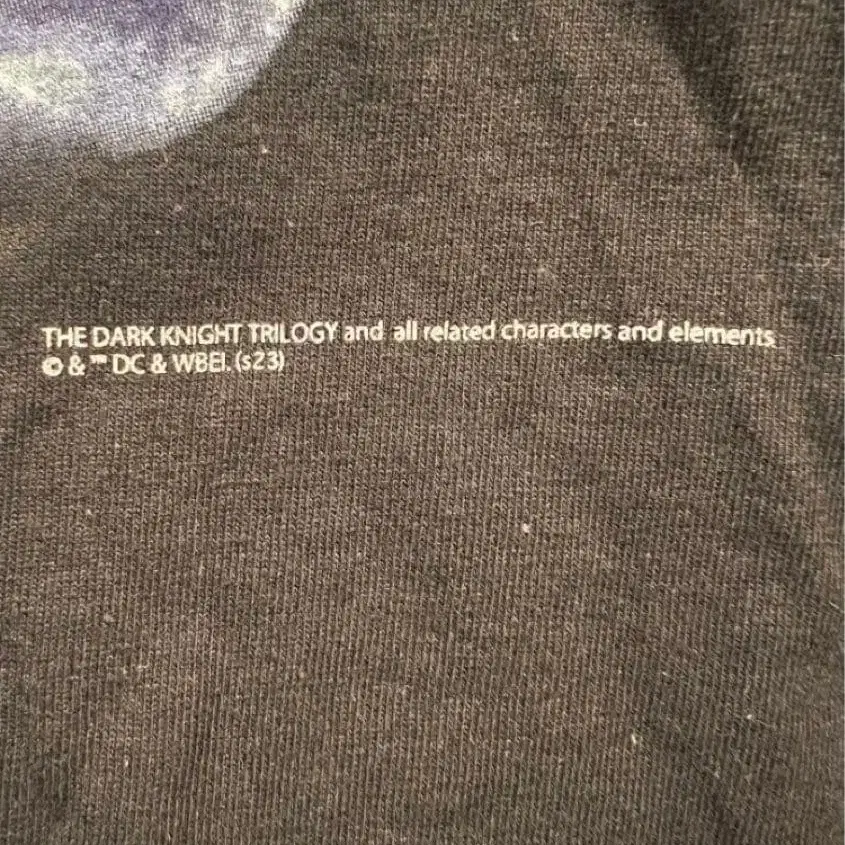 THE DARK KNIGHT TRILOGY and all related characters and elements
© & ™ DC & WBEI. (s23)